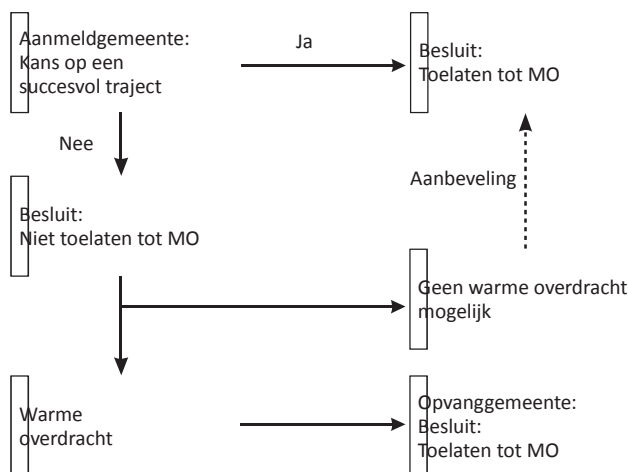 Aanmeldgemeente:
Kans op een
succesvol traject
Ja
Besluit:
Toelaten tot MO
Nee
Aanbeveling
Besluit:
Niet toelaten tot MO
Geen warme overdracht
mogelijk
Warme
overdracht
Opvanggemeente:
Besluit:
Toelaten tot MO